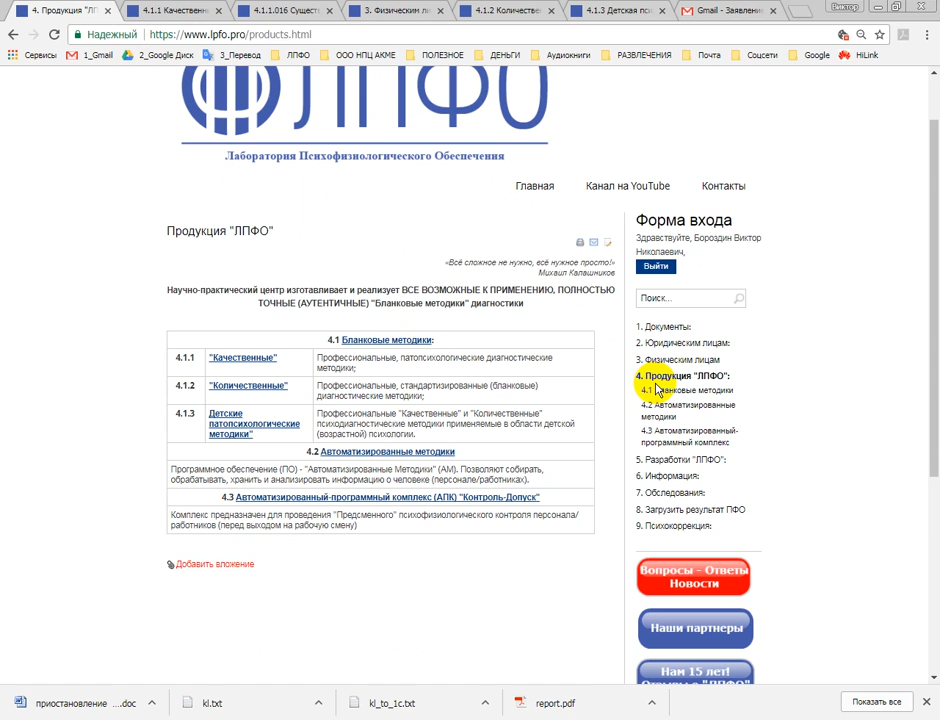 4. Продукция "ЛП
4.1.1 Качественны
4.1.1.016 Сущест
3. Физическим ли
4.1.2 Количестве
4.1.3 Детская пс
Gmail - Заявлени
Виктор
Надежный
https://www.lpfo.pro/products.html
Сервисы
1_Gmail
2_Google Диск
3_Перевод
ЛПФО
ООО НПЦ АКМЕ
ПОЛЕЗНОЕ
ДЕНЬГИ
Аудиокниги
РАЗВЛЕЧЕНИЯ
Почта
Соцсети
Google
HiLink
ЛПФО
Лаборатория Психофизиологического Обеспечения
Главная
Канал на YouTube
Контакты
Продукция "ЛПФО"
«Всё сложное не нужно, всё нужное просто!»
Михаил Калашников
Научно-практический центр изготавливает и реализует ВСЕ ВОЗМОЖНЫЕ К ПРИМЕНЕНИЮ, ПОЛНОСТЬЮ
ТОЧНЫЕ (АУТЕНТИЧНЫЕ) "Бланковые методики" диагностики
4.1 Бланковые методики:
4.1.1 "Качественные" Профессиональные, патопсихологические диагностические
методики;
4.1.2 "Количественные" Профессиональные, стандартизированные (бланковые)
диагностические методики;
4.1.3 Детские Профессиональные "Качественные" и "Количественные"
патопсихологические психодиагностические методики применяемые в области детской
методики" (возрастной) психологии.
4.2 Автоматизированные методики
Программное обеспечение (ПО) - "Автоматизированные Методики" (АМ). Позволяют собирать,
обрабатывать, хранить и анализировать информацию о человеке (персонале/работниках).
4.3 Автоматизированный-программный комплекс (АПК) "Контроль-Допуск"
Комплекс предназначен для проведения "Предсменного" психофизиологического контроля персонала/
работников (перед выходом на рабочую смену)
Добавить вложение
Форма входа
Здравствуйте, Бороздин Виктор
Николаевич,
Выйти
Поиск...
1. Документы:
2. Юридическим лицам:
3. Физическим лицам
4. Продукция "ЛПФО":
4.1 Бланковые методики
4.2 Автоматизированные
методики
4.3 Автоматизированный-
программный комплекс
5. Разработки "ЛПФО":
6. Информация:
7. Обследования:
8. Загрузить результат ПФО
9. Психокоррекция:
Вопросы - Ответы
Новости
Наши партнеры
Нам 15 лет!
приостановление ....doc
kl.txt
kl_to_1c.txt
report.pdf
Показать все